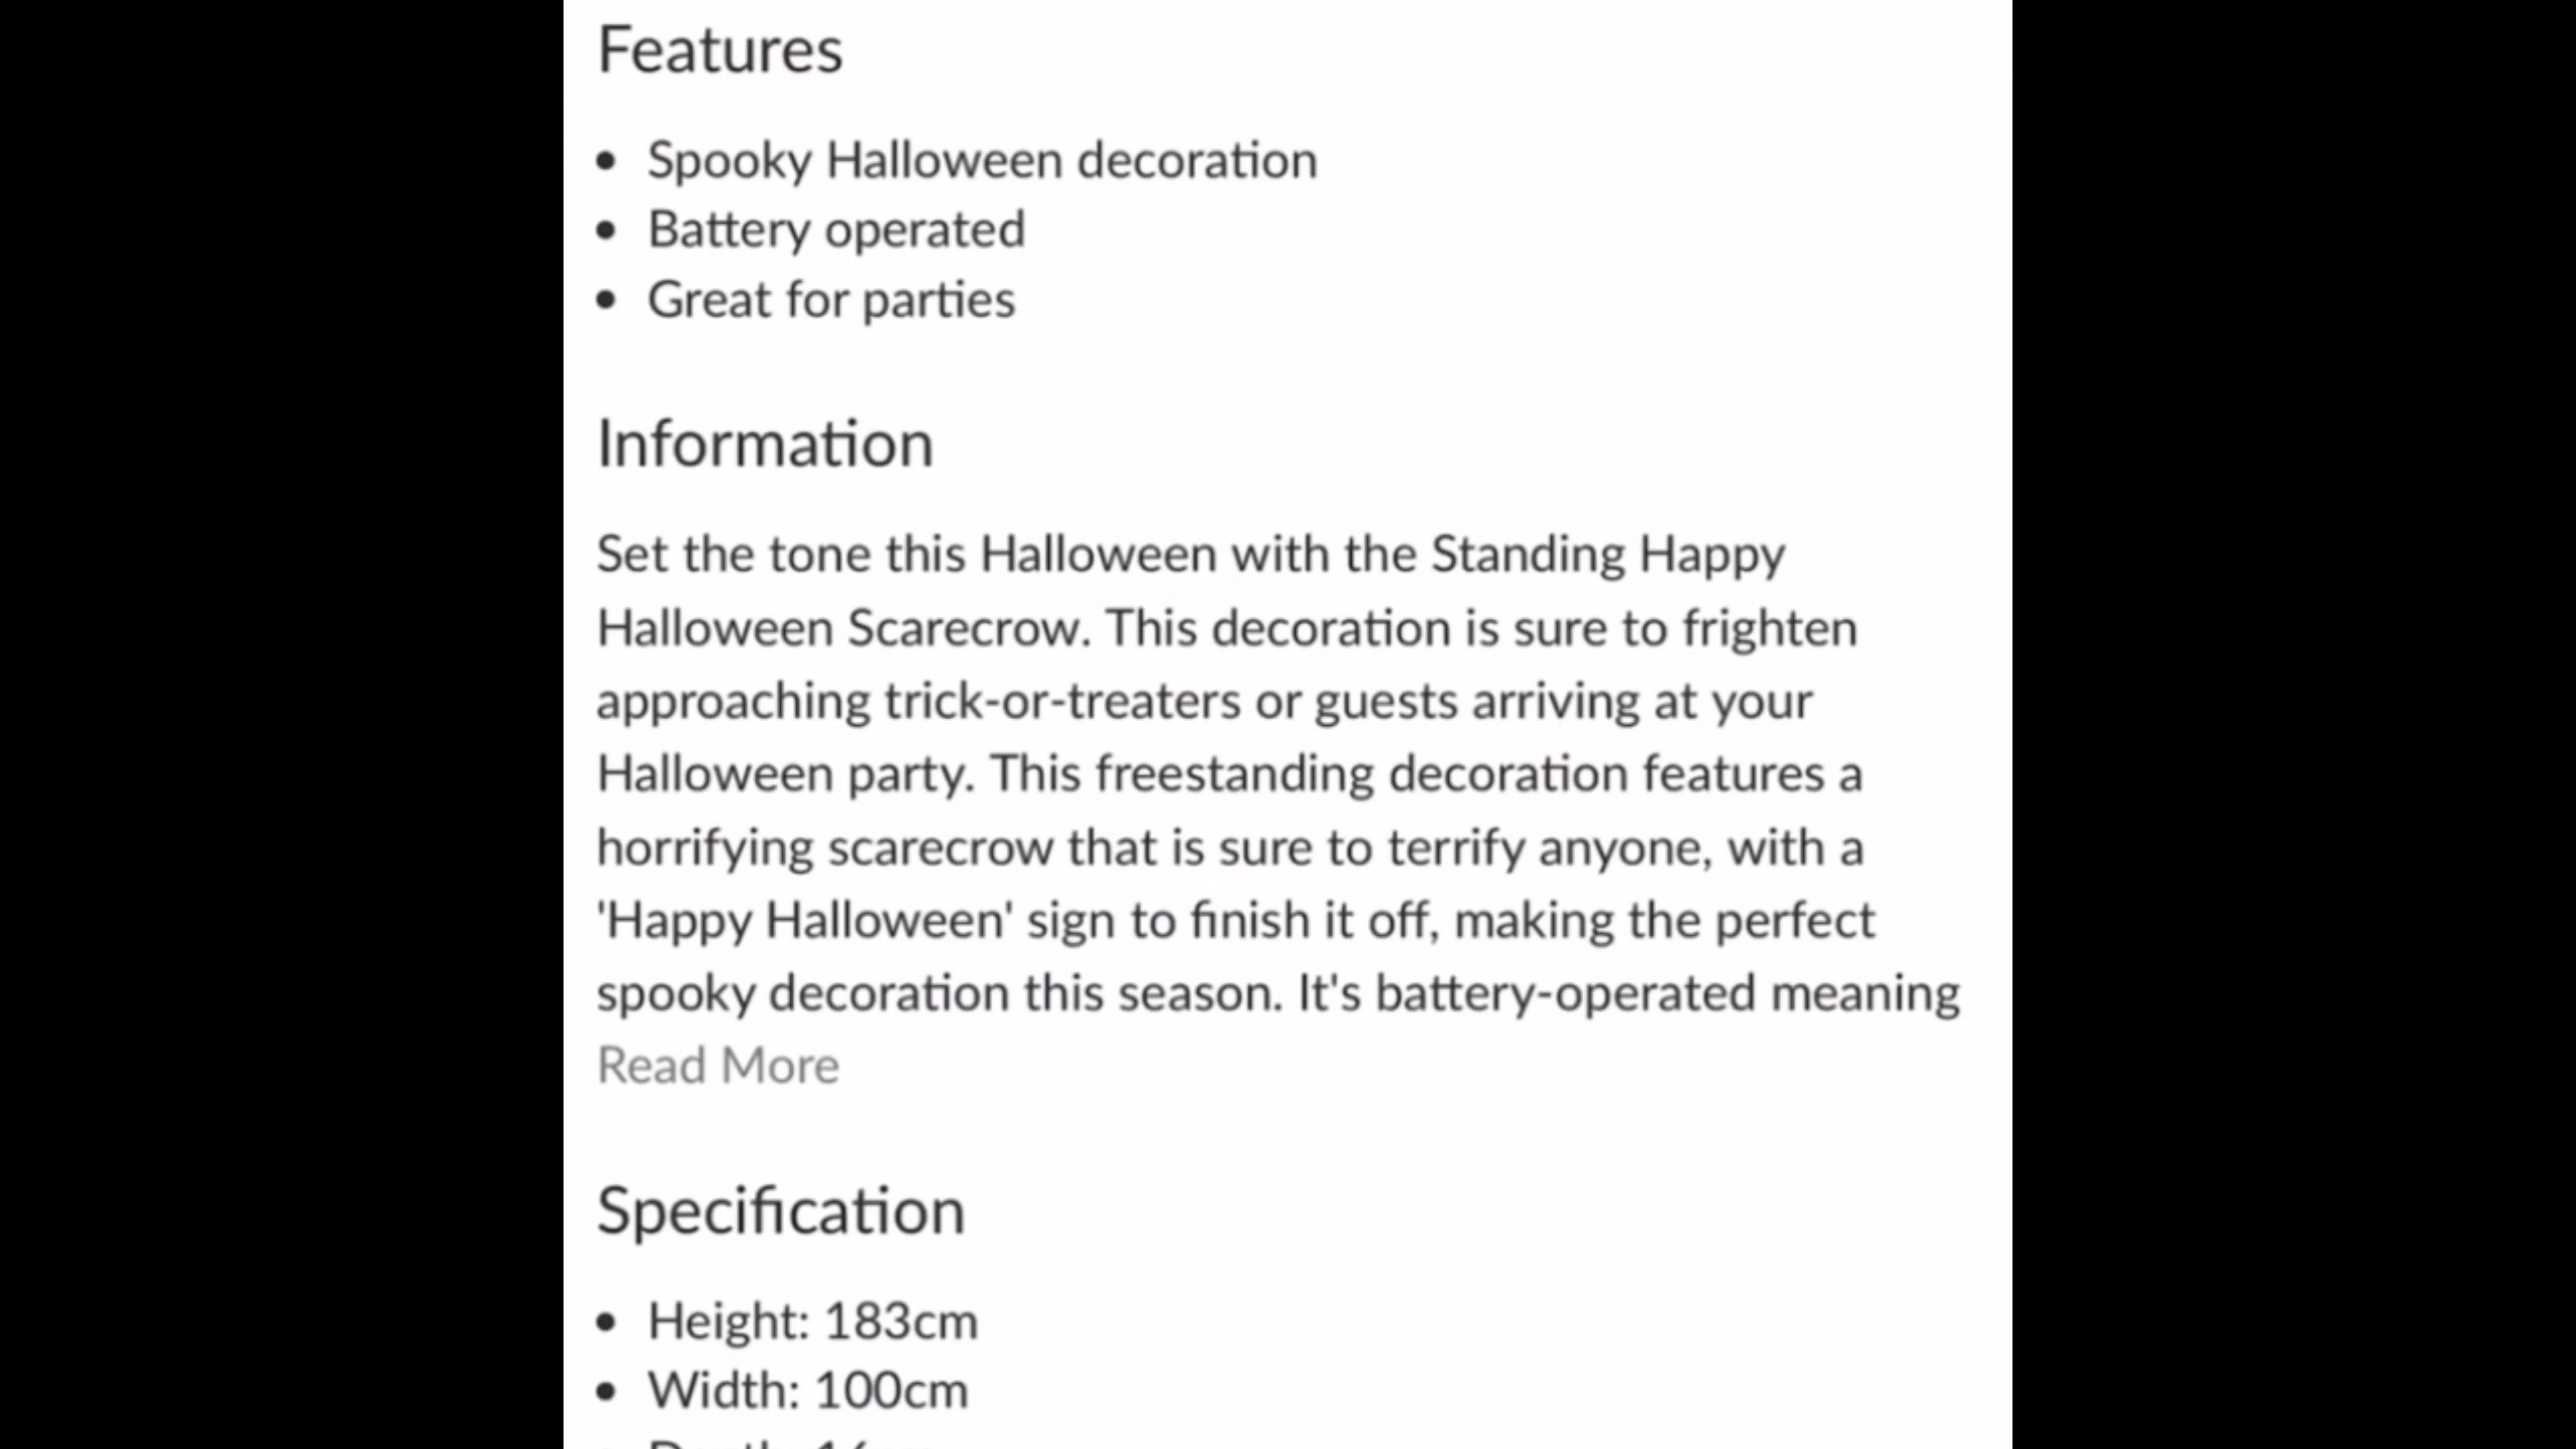 Features
• Spooky Halloween decoration
• Battery operated
• Great for parties
Information
Set the tone this Halloween with the Standing Happy
Halloween Scarecrow. This decoration is sure to frighten
approaching trick-or-treaters or guests arriving at your
Halloween party. This freestanding decoration features a
horrifying scarecrow that is sure to terrify anyone, with a
'Happy Halloween' sign to finish it off, making the perfect
spooky decoration this season. It's battery-operated meaning
Read More
Specification
• Height: 183cm
• Width: 100cm